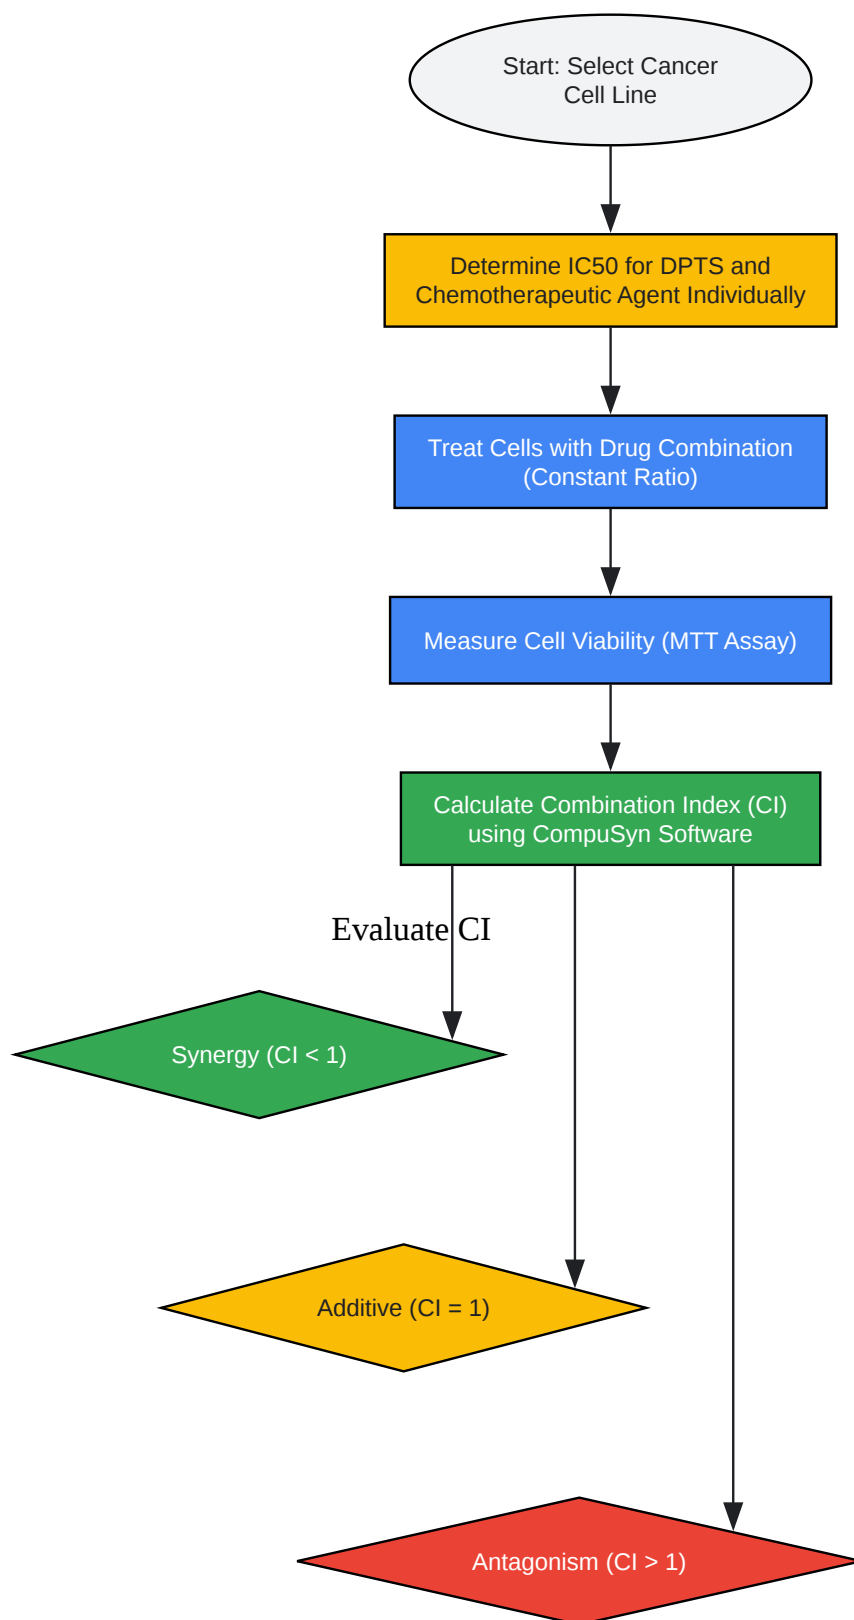 Start: Select Cancer
Cell Line
Determine IC50 for DPTS and
Chemotherapeutic Agent Individually
Treat Cells with Drug Combination
(Constant Ratio)
Measure Cell Viability (MTT Assay)
Calculate Combination Index (CI)
using CompuSyn Software
Evaluate CI
Synergy (CI < 1)
Additive (CI = 1)
Antagonism (CI > 1)